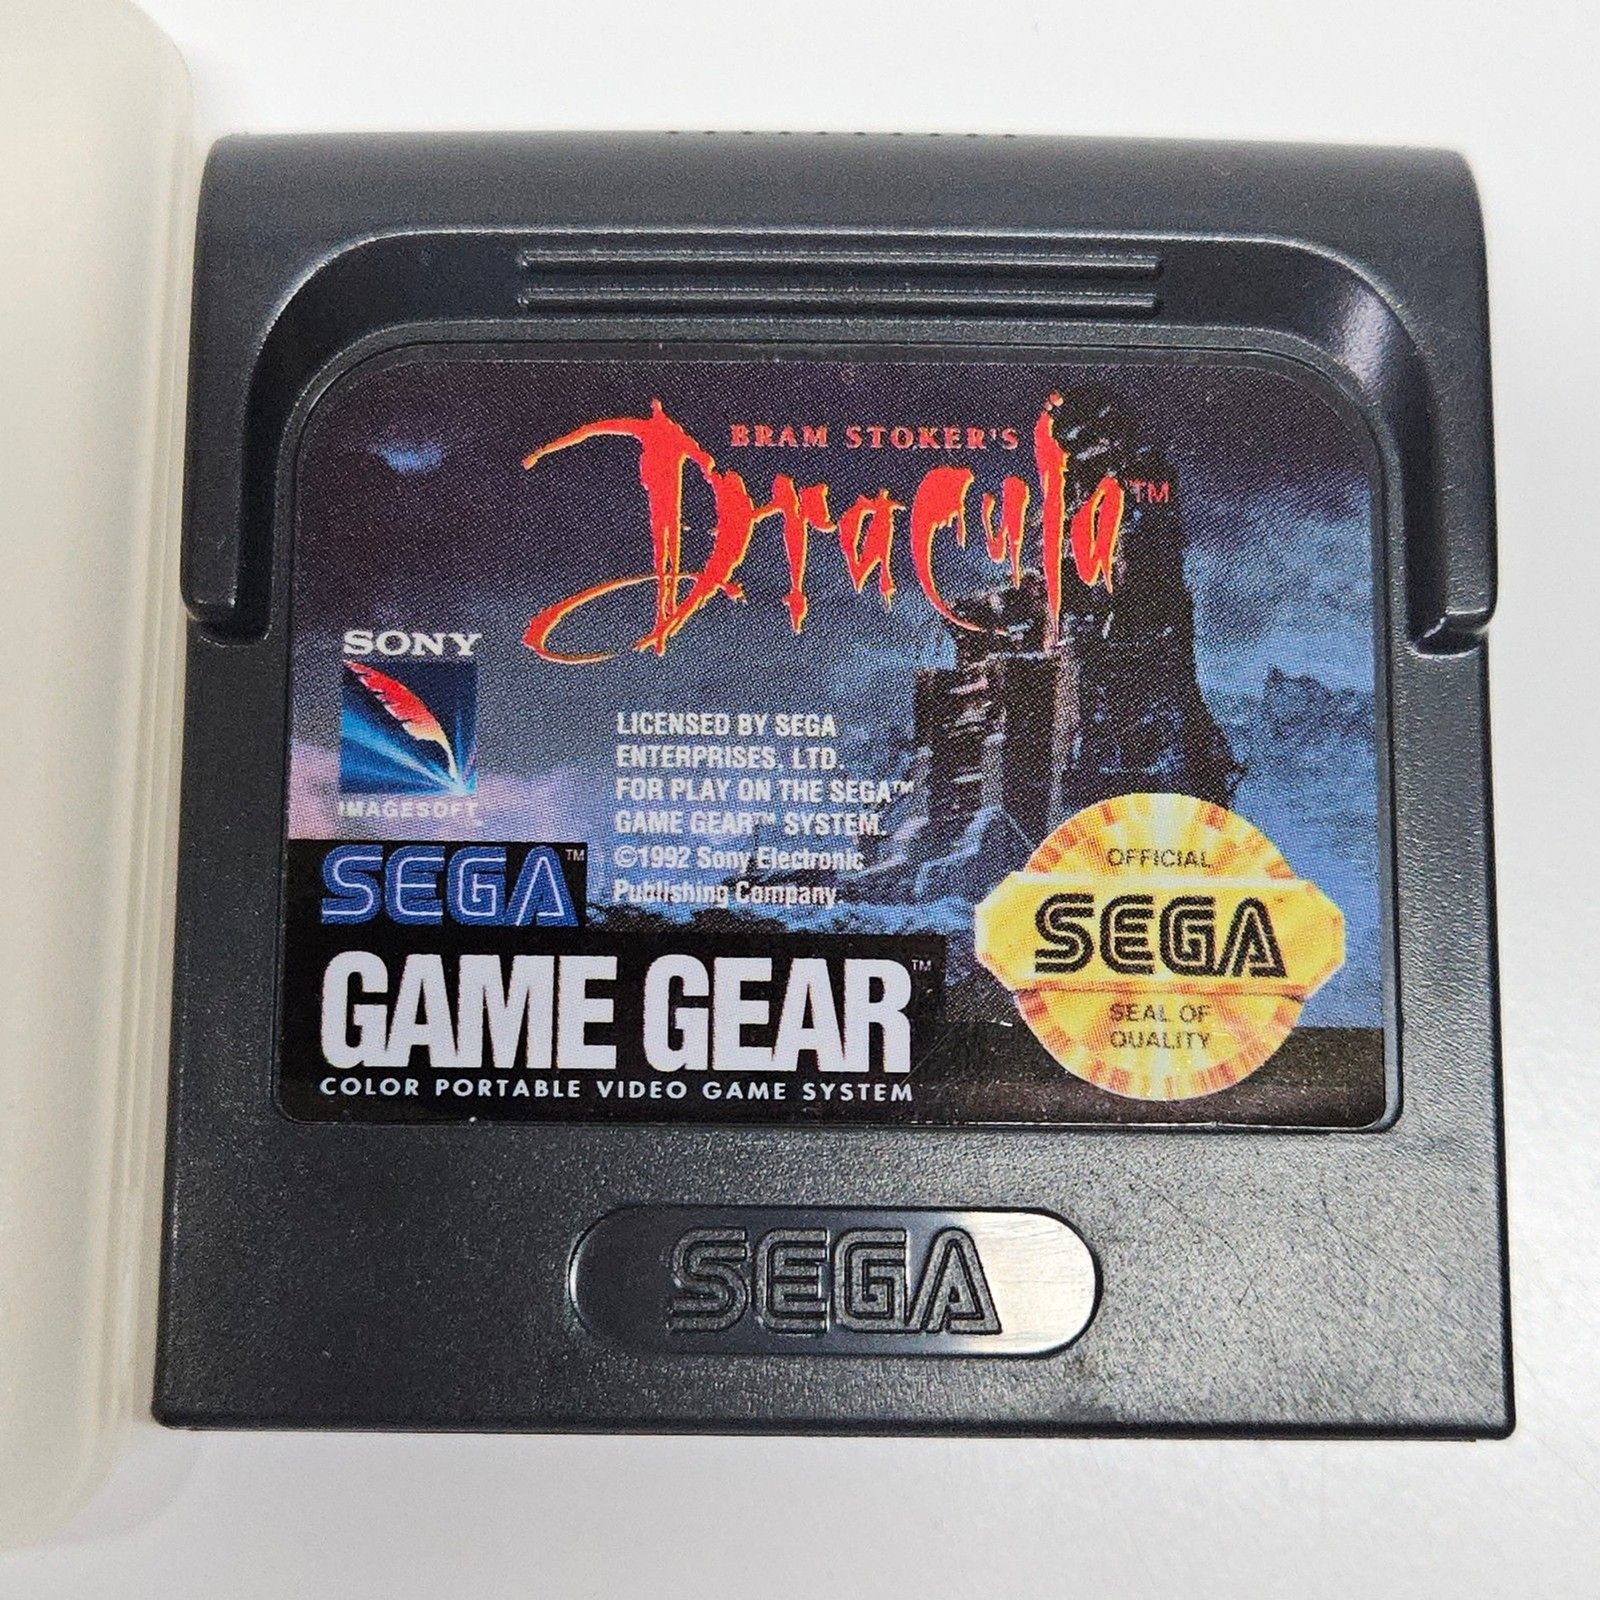 BRAM STOKER'S
Dracula™
SONY
IMAGESOFT™
LICENSED BY SEGA
ENTERPRISES, LTD.
FOR PLAY ON THE SEGA™
GAME GEAR™ SYSTEM.
©1992 Sony Electronic
Publishing Company.
SEGA™
GAME GEAR™
COLOR PORTABLE VIDEO GAME SYSTEM
OFFICIAL
SEGA
SEAL OF
QUALITY
SEGA